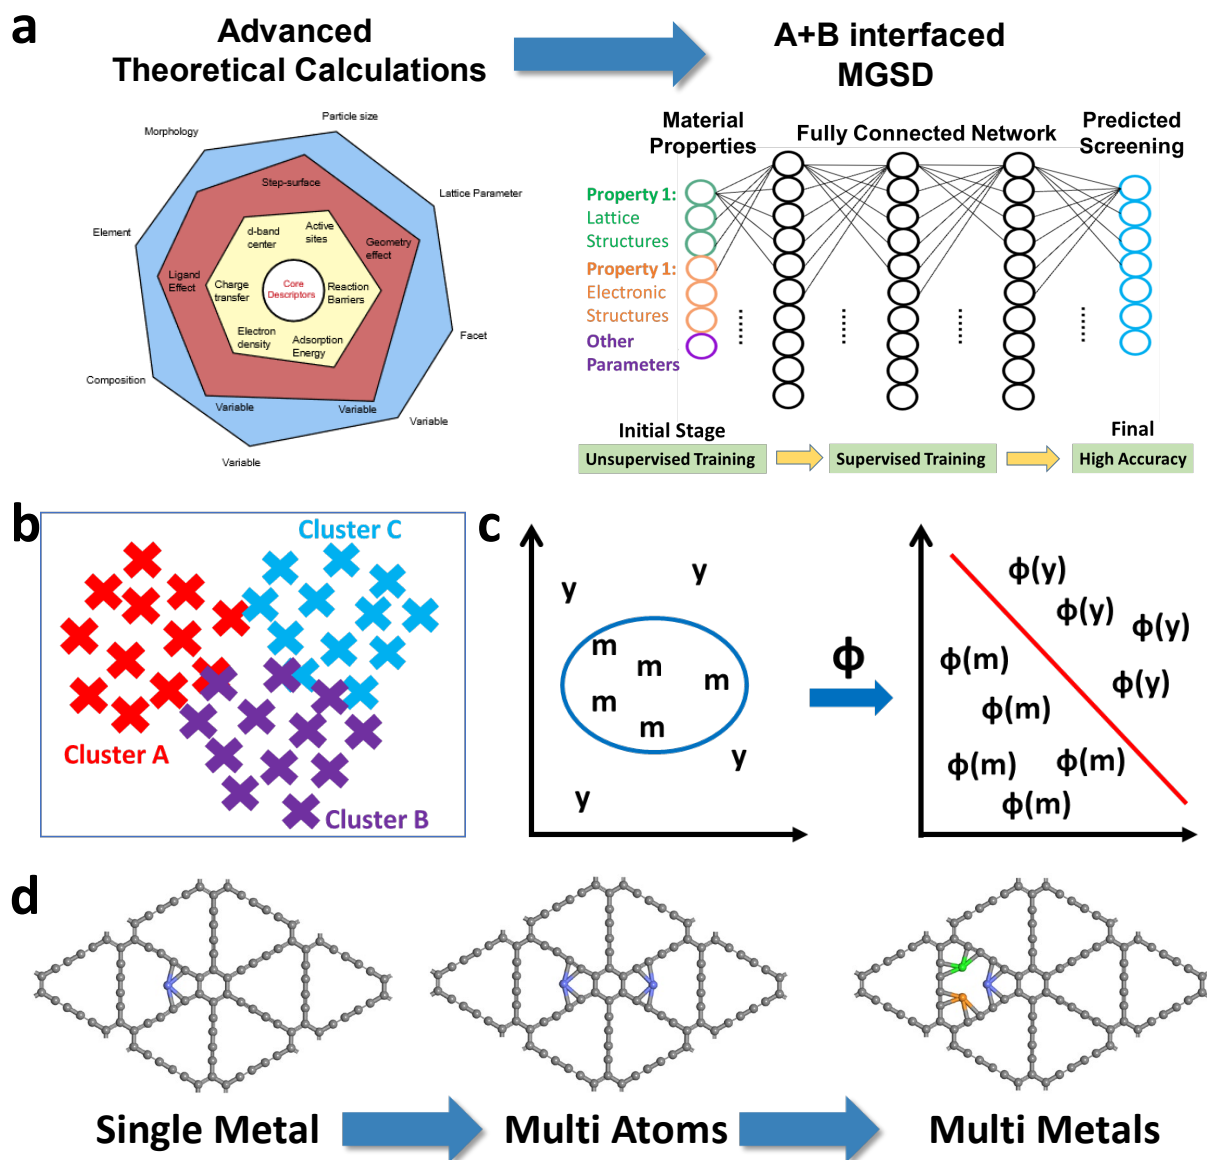 a
Advanced
Theoretical Calculations
A+B interfaced
MGSD
Particle size
Morphology
Step-surface
Lattice Parameter
Element
d-band
center
Active
sites
Geometry
effect
Ligand
Effect
Charge
transfer
Core
Descriptors
Reaction
Barriers
Electron
density
Adsorption
Energy
Facet
Composition
Variable
Variable
Variable
Variable
Material
Properties
Fully Connected Network
Predicted
Screening
Property 1:
Lattice
Structures
Property 1:
Electronic
Structures
Other
Parameters
Initial Stage
Final
Unsupervised Training
Supervised Training
High Accuracy
b
Cluster C
Cluster A
Cluster B
c
y
y
m
m
m
m
m
y
y
ϕ
ϕ(y)
ϕ(y)
ϕ(y)
ϕ(m)
ϕ(y)
ϕ(m)
ϕ(m)
ϕ(m)
ϕ(m)
d
Single Metal
Multi Atoms
Multi Metals